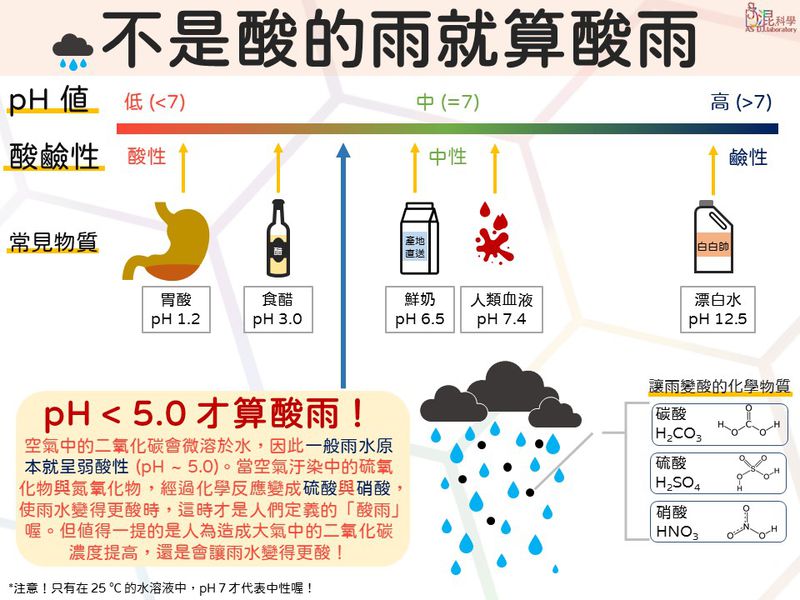 不是酸的雨就算酸雨
混科學
AS DJ.laboratory
pH 值
低 (<7)
中 (=7)
高 (>7)
酸鹼性
酸性
中性
鹼性
常見物質
醋
產地
直送
白白帥
胃酸
pH 1.2
食醋
pH 3.0
鮮奶
pH 6.5
人類血液
pH 7.4
漂白水
pH 12.5
pH < 5.0 才算酸雨！
空氣中的二氧化碳會微溶於水，因此一般雨水原
本就呈弱酸性 (pH ~ 5.0)。當空氣汙染中的硫氧
化物與氮氧化物，經過化學反應變成硫酸與硝酸，
使雨水變得更酸時，這時才是人們定義的「酸雨」
喔。但值得一提的是人為造成大氣中的二氧化碳
濃度提高，還是會讓雨水變得更酸！
讓雨變酸的化學物質
碳酸
H₂CO₃
O
H
O
O
H
硫酸
H₂SO₄
O
O
S
O
H
O
H
硝酸
HNO₃
O
N
O
O
H
*注意！只有在 25 °C 的水溶液中，pH 7 才代表中性喔！